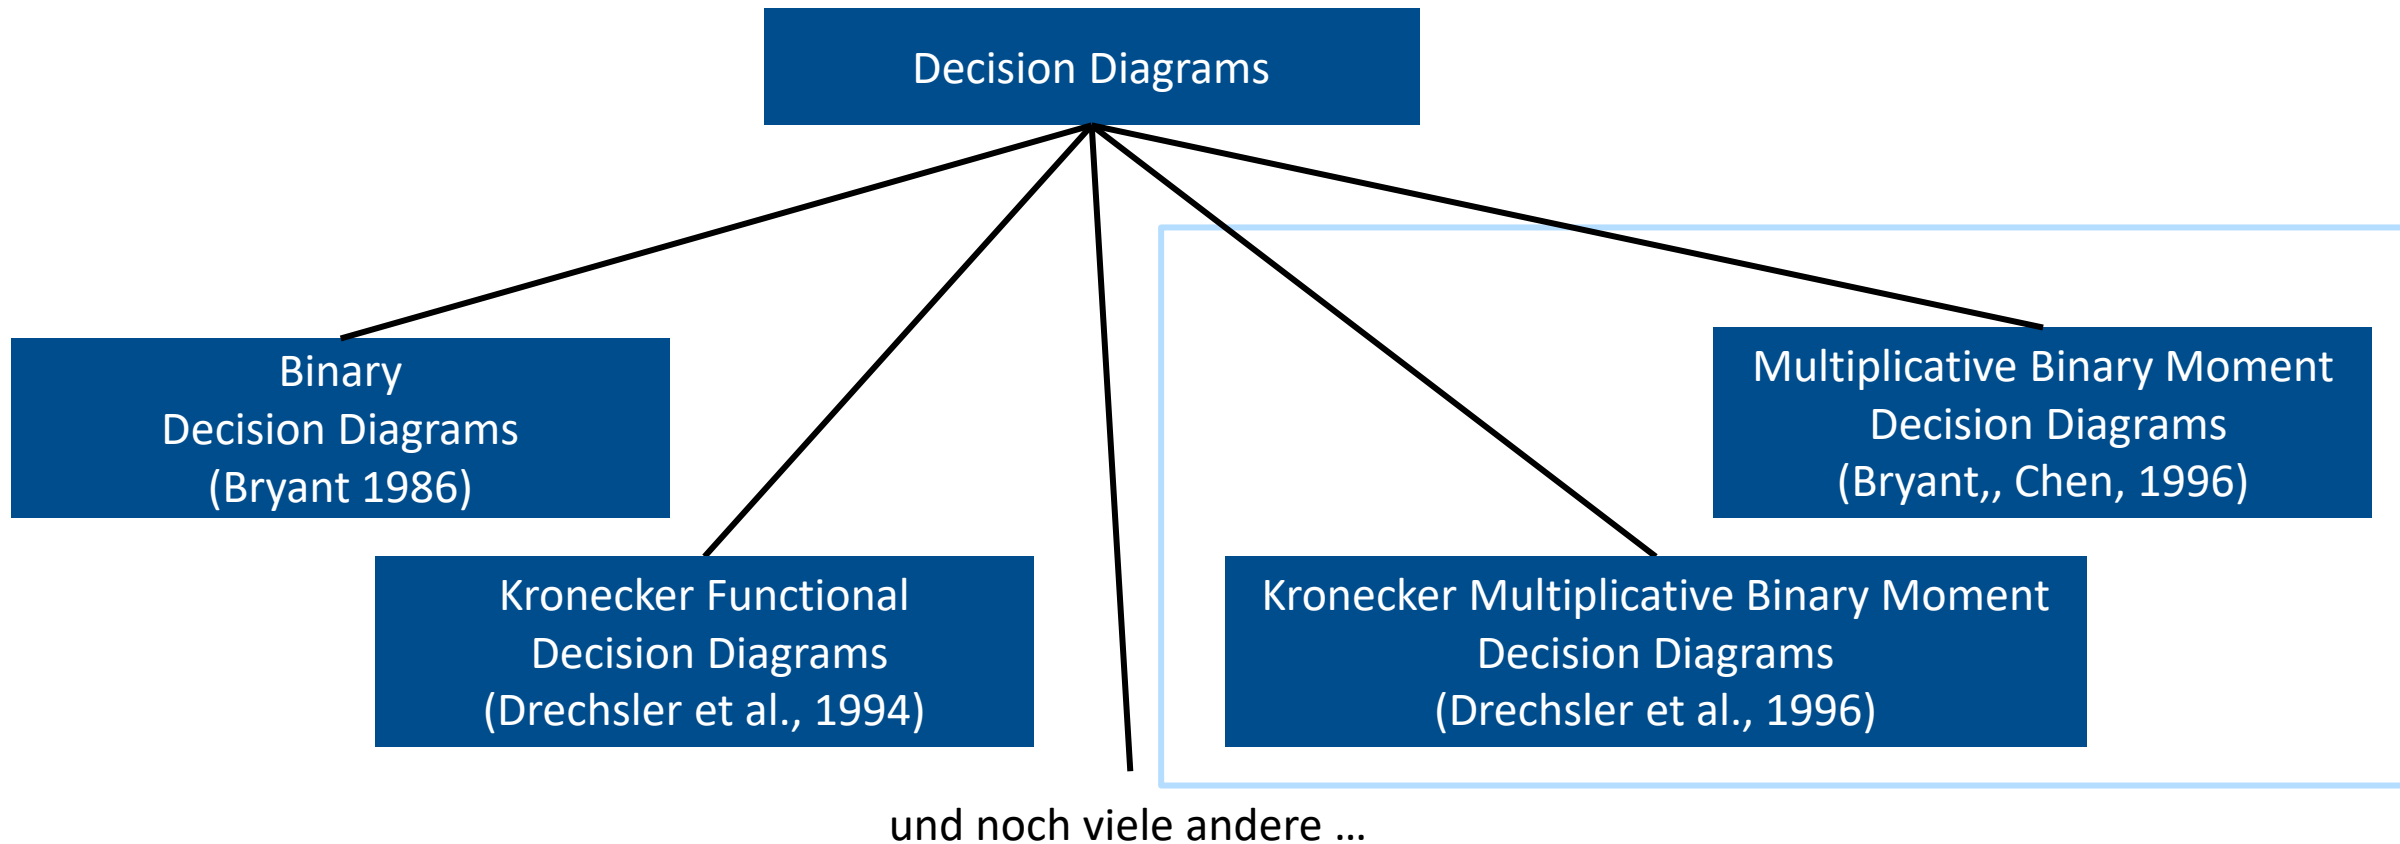 Decision Diagrams
Binary
Decision Diagrams
(Bryant 1986)
Multiplicative Binary Moment
Decision Diagrams
(Bryant,, Chen, 1996)
Kronecker Functional
Decision Diagrams
(Drechsler et al., 1994)
Kronecker Multiplicative Binary Moment
Decision Diagrams
(Drechsler et al., 1996)
und noch viele andere ...